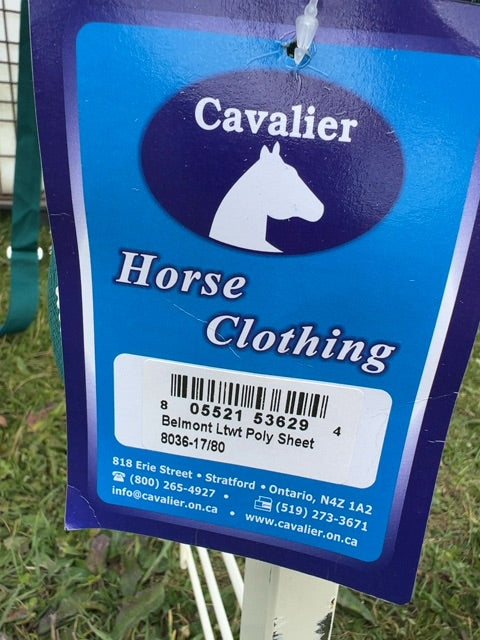 Cavalier
Horse
Clothing
8 05521 53629 4
Belmont Ltwt Poly Sheet
8036-17/80
818 Erie Street • Stratford • Ontario, N4Z 1A2
(800) 265-4927 • (519) 273-3671
info@cavalier.on.ca • www.cavalier.on.ca